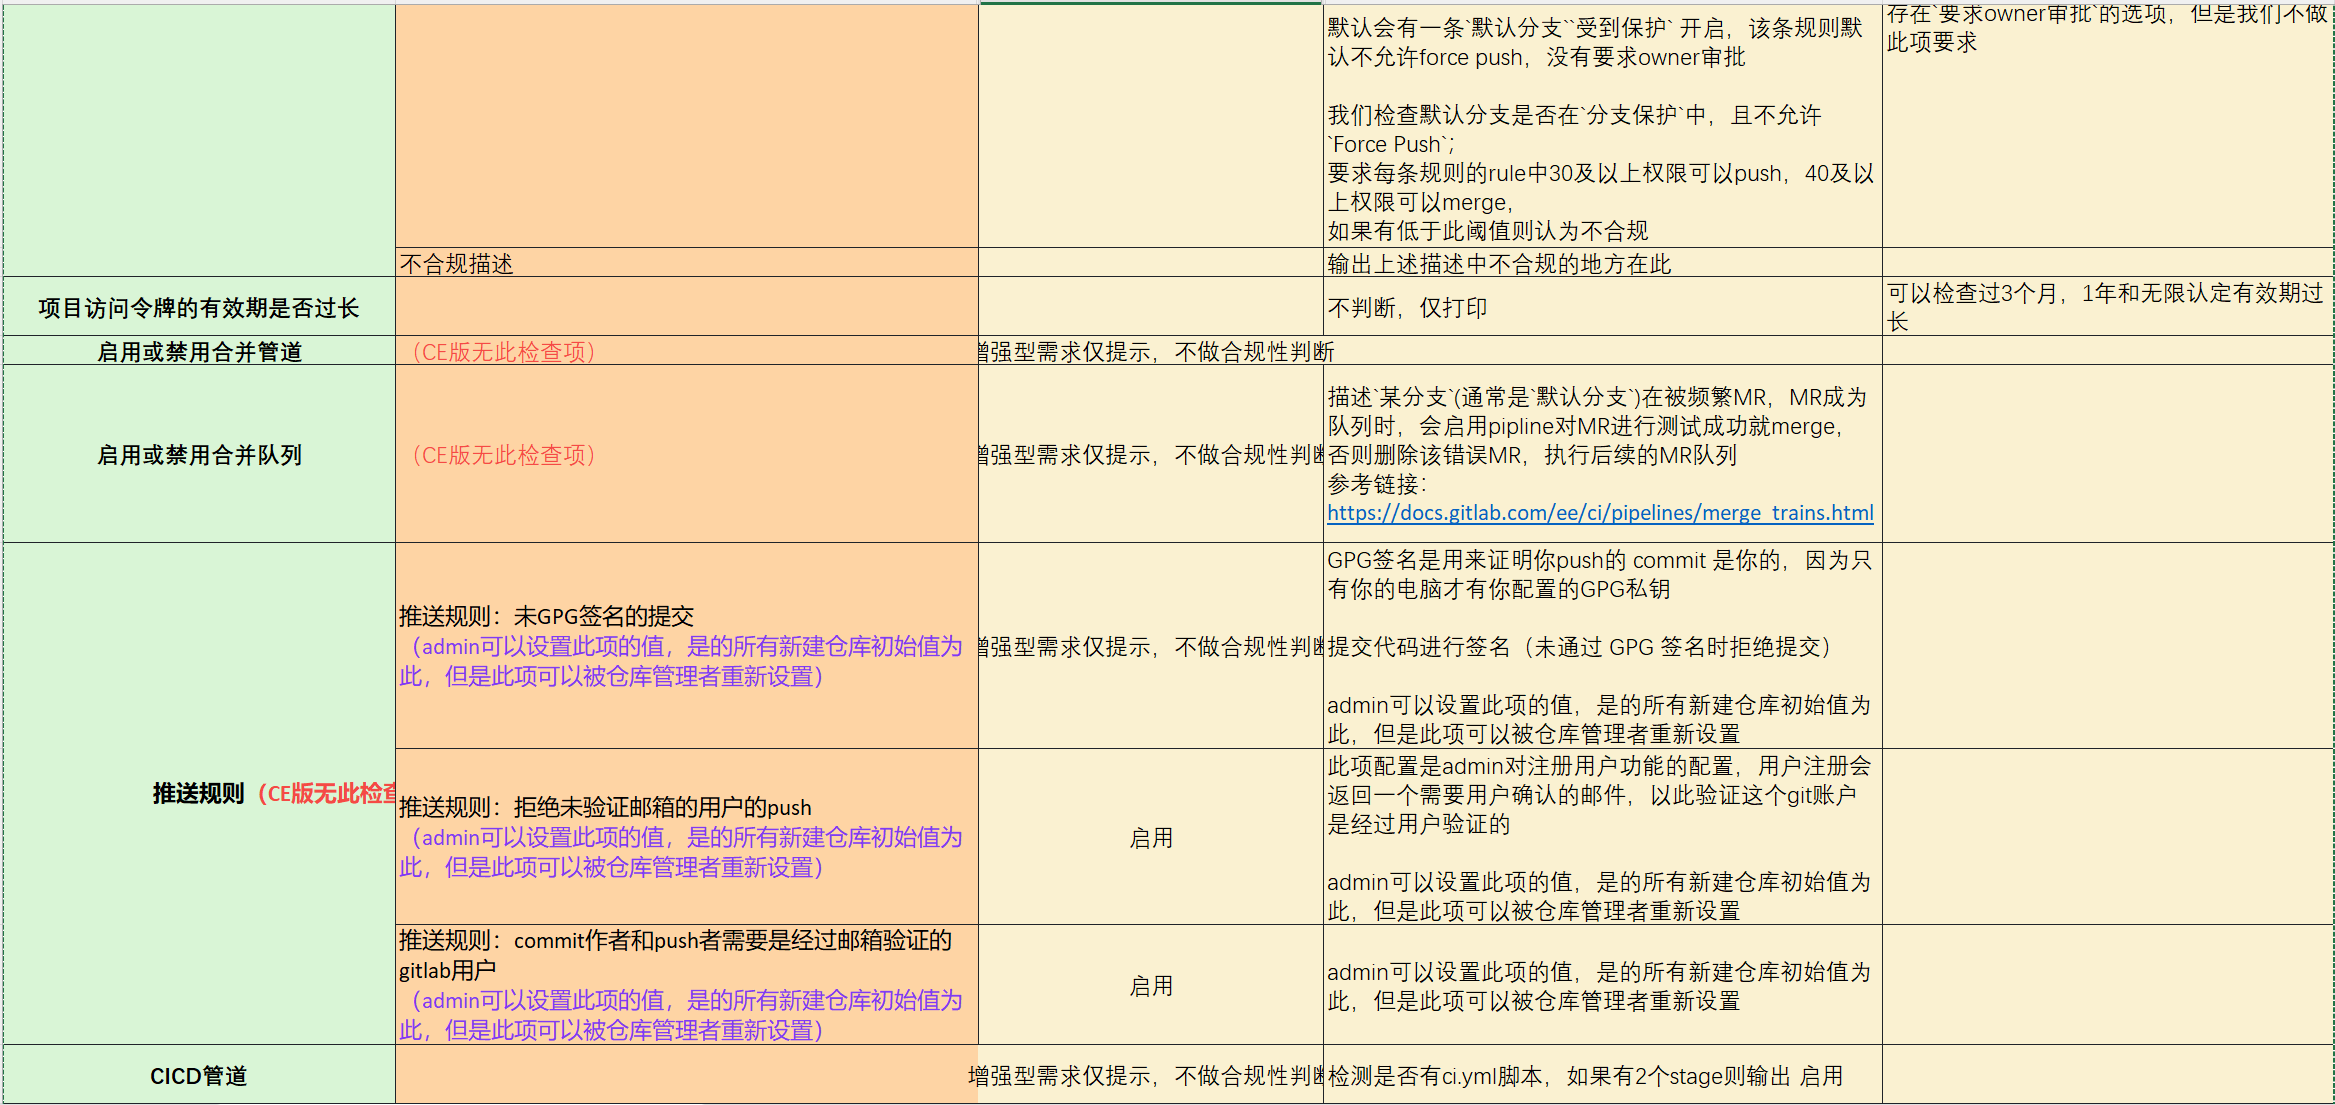 默认会有一条`默认分支``受到保护` 开启，该条规则默
认不允许force push，没有要求owner审批
我们检查默认分支是否在`分支保护`中，且不允许
`Force Push`;
要求每条规则的rule中30及以上权限可以push，40及以
上权限可以merge，
如果有低于此阈值则认为不合规
存在`要求owner审批`的选项，但是我们不做
此项要求
不合规描述
输出上述描述中不合规的地方在此
项目访问令牌的有效期是否过长
不判断，仅打印
可以检查过3个月，1年和无限认定有效期过
长
启用或禁用合并管道
（CE版无此检查项）
增强型需求仅提示，不做合规性判断
启用或禁用合并队列
（CE版无此检查项）
增强型需求仅提示，不做合规性判断
描述`某分支`(通常是`默认分支`)在被频繁MR，MR成为
队列时，会启用pipline对MR进行测试成功就merge，
否则删除该错误MR，执行后续的MR队列
参考链接：
https://docs.gitlab.com/ee/ci/pipelines/merge_trains.html
推送规则（CE版无此检查
推送规则：未GPG签名的提交
（admin可以设置此项的值，是的所有新建仓库初始值为
此，但是此项可以被仓库管理者重新设置）
增强型需求仅提示，不做合规性判断
GPG签名是用来证明你push的 commit 是你的，因为只
有你的电脑才有你配置的GPG私钥
提交代码进行签名（未通过 GPG 签名时拒绝提交）
admin可以设置此项的值，是的所有新建仓库初始值为
此，但是此项可以被仓库管理者重新设置
推送规则：拒绝未验证邮箱的用户的push
（admin可以设置此项的值，是的所有新建仓库初始值为
此，但是此项可以被仓库管理者重新设置）
启用
此项配置是admin对注册用户功能的配置，用户注册会
返回一个需要用户确认的邮件，以此验证这个git账户
是经过用户验证的
admin可以设置此项的值，是的所有新建仓库初始值为
此，但是此项可以被仓库管理者重新设置
推送规则：commit作者和push者需要是经过邮箱验证的
gitlab用户
（admin可以设置此项的值，是的所有新建仓库初始值为
此，但是此项可以被仓库管理者重新设置）
启用
admin可以设置此项的值，是的所有新建仓库初始值为
此，但是此项可以被仓库管理者重新设置
CICD管道
增强型需求仅提示，不做合规性判断
检测是否有ci.yml脚本，如果有2个stage则输出 启用